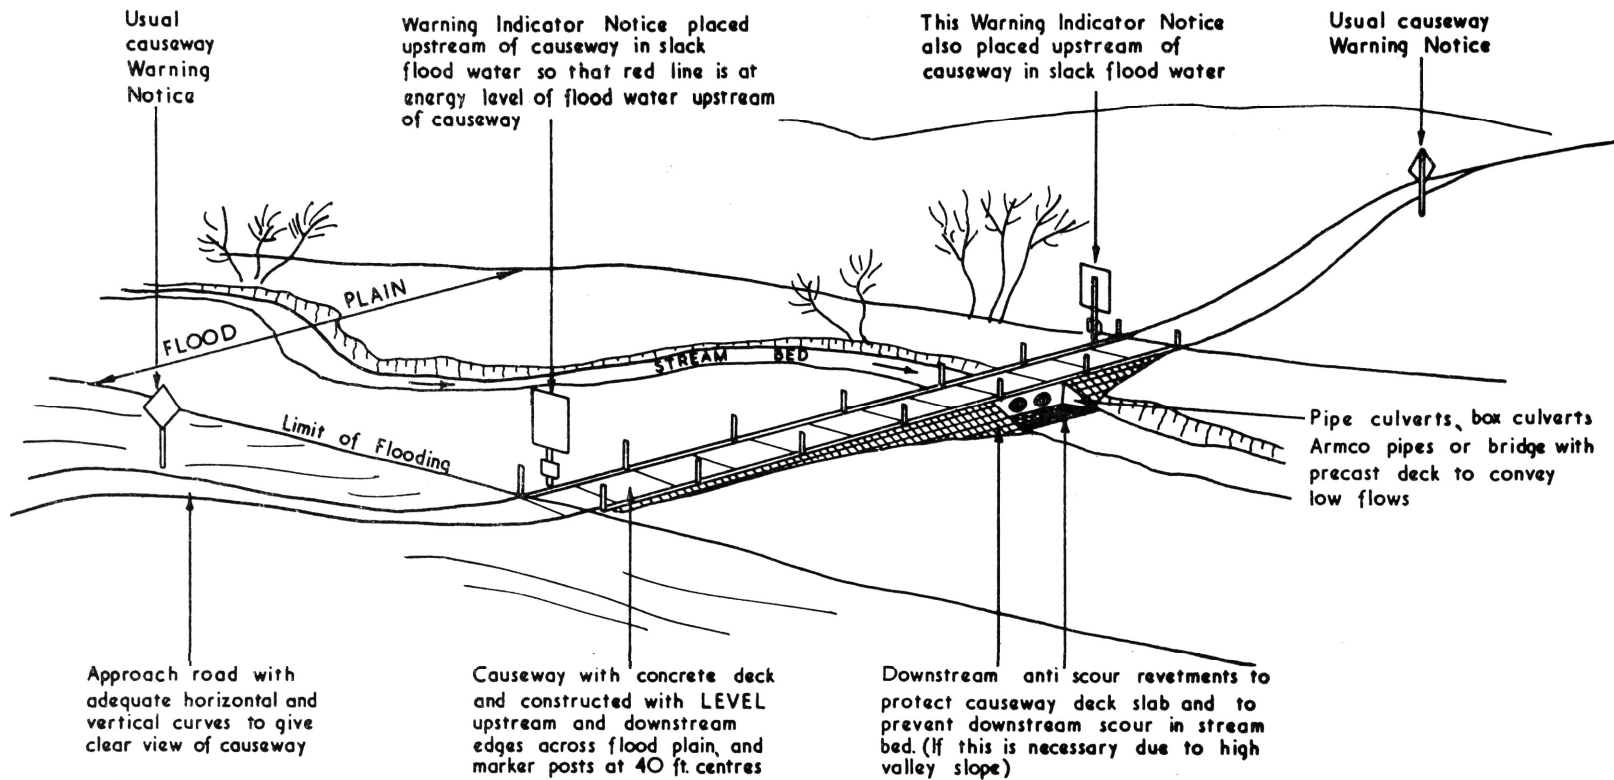 Usual
causeway
Warning
Notice
Warning Indicator Notice placed
upstream of causeway in slack
flood water so that red line is at
energy level of flood water upstream
of causeway
This Warning Indicator Notice
also placed upstream of
causeway in slack flood water
Usual causeway
Warning Notice
FLOOD PLAIN
STREAM BED
Limit of Flooding
Pipe culverts, box culverts
Armco pipes or bridge with
precast deck to convey
low flows
Approach road with
adequate horizontal and
vertical curves to give
clear view of causeway
Causeway with concrete deck
and constructed with LEVEL
upstream and downstream
edges across flood plain, and
marker posts at 40 ft. centres
Downstream anti scour revetments to
protect causeway deck slab and to
prevent downstream scour in stream
bed. (If this is necessary due to high
valley slope)